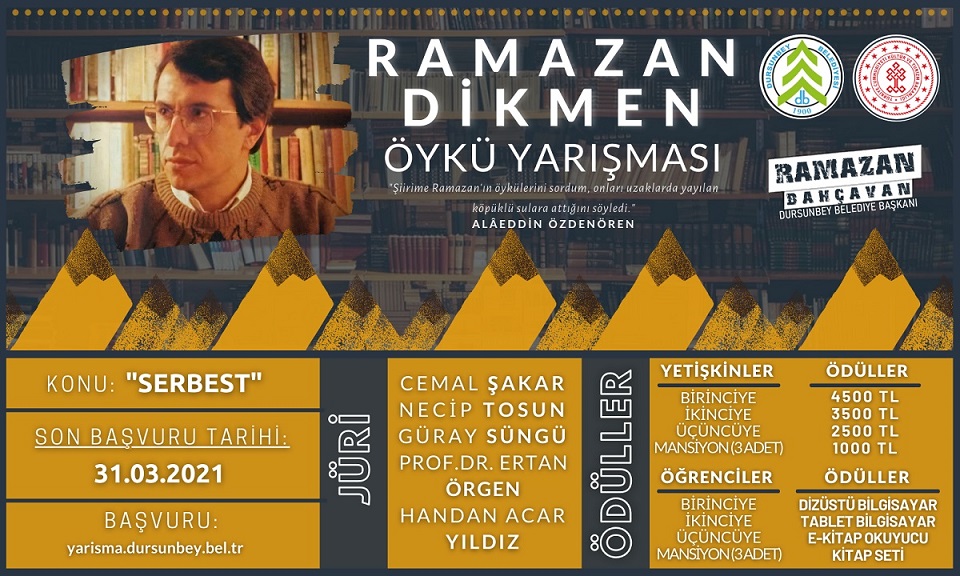 RAMAZAN
DİKMEN
ÖYKÜ YARIŞMASI
"Şiirime Ramazan'ın öykülerini sordum, onları uzaklarda yayılan
köpüklü sulara attığını söyledi."
ALÂEDDİN ÖZDENÖREN
DURSUNBEY BELEDİYESİ
db
1900
RAMAZAN
BAHÇAVAN
DURSUNBEY BELEDİYE BAŞKANI
KONU: "SERBEST"
SON BAŞVURU TARİHİ:
31.03.2021
BAŞVURU:
yarisma.dursunbey.bel.tr
JÜRİ
CEMAL ŞAKAR
NECİP TOSUN
GÜRAY SÜNGÜ
PROF.DR. ERTAN
ÖRGEN
HANDAN ACAR
YILDIZ
ÖDÜLLER
YETİŞKİNLER ÖDÜLLER
BİRİNCİYE 4500 TL
İKİNCİYE 3500 TL
ÜÇÜNCÜYE 2500 TL
MANSİYON (3 ADET) 1000 TL
ÖĞRENCİLER ÖDÜLLER
BİRİNCİYE DİZÜSTÜ BİLGİSAYAR
İKİNCİYE TABLET BİLGİSAYAR
ÜÇÜNCÜYE E-KİTAP OKUYUCU
MANSİYON (3 ADET) KİTAP SETİ